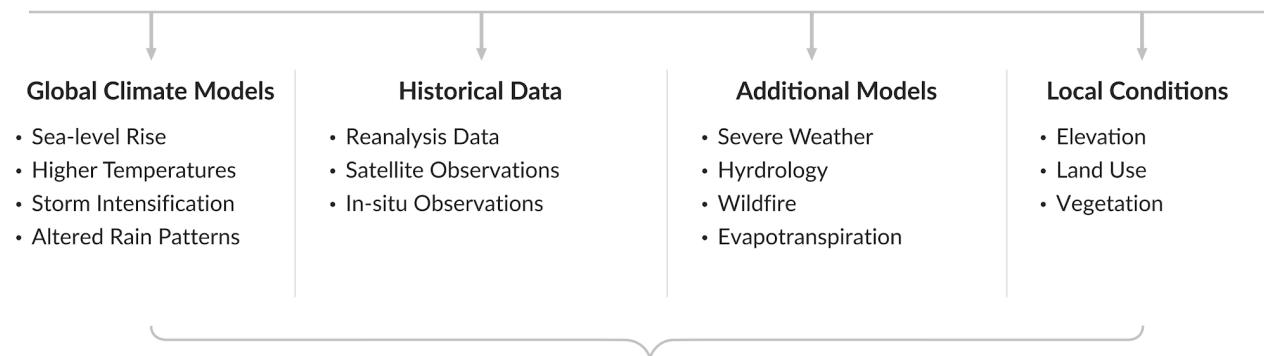 Global Climate Models
• Sea-level Rise
• Higher Temperatures
• Storm Intensification
• Altered Rain Patterns
Historical Data
• Reanalysis Data
• Satellite Observations
• In-situ Observations
Additional Models
• Severe Weather
• Hyrdrology
• Wildfire
• Evapotranspiration
Local Conditions
• Elevation
• Land Use
• Vegetation